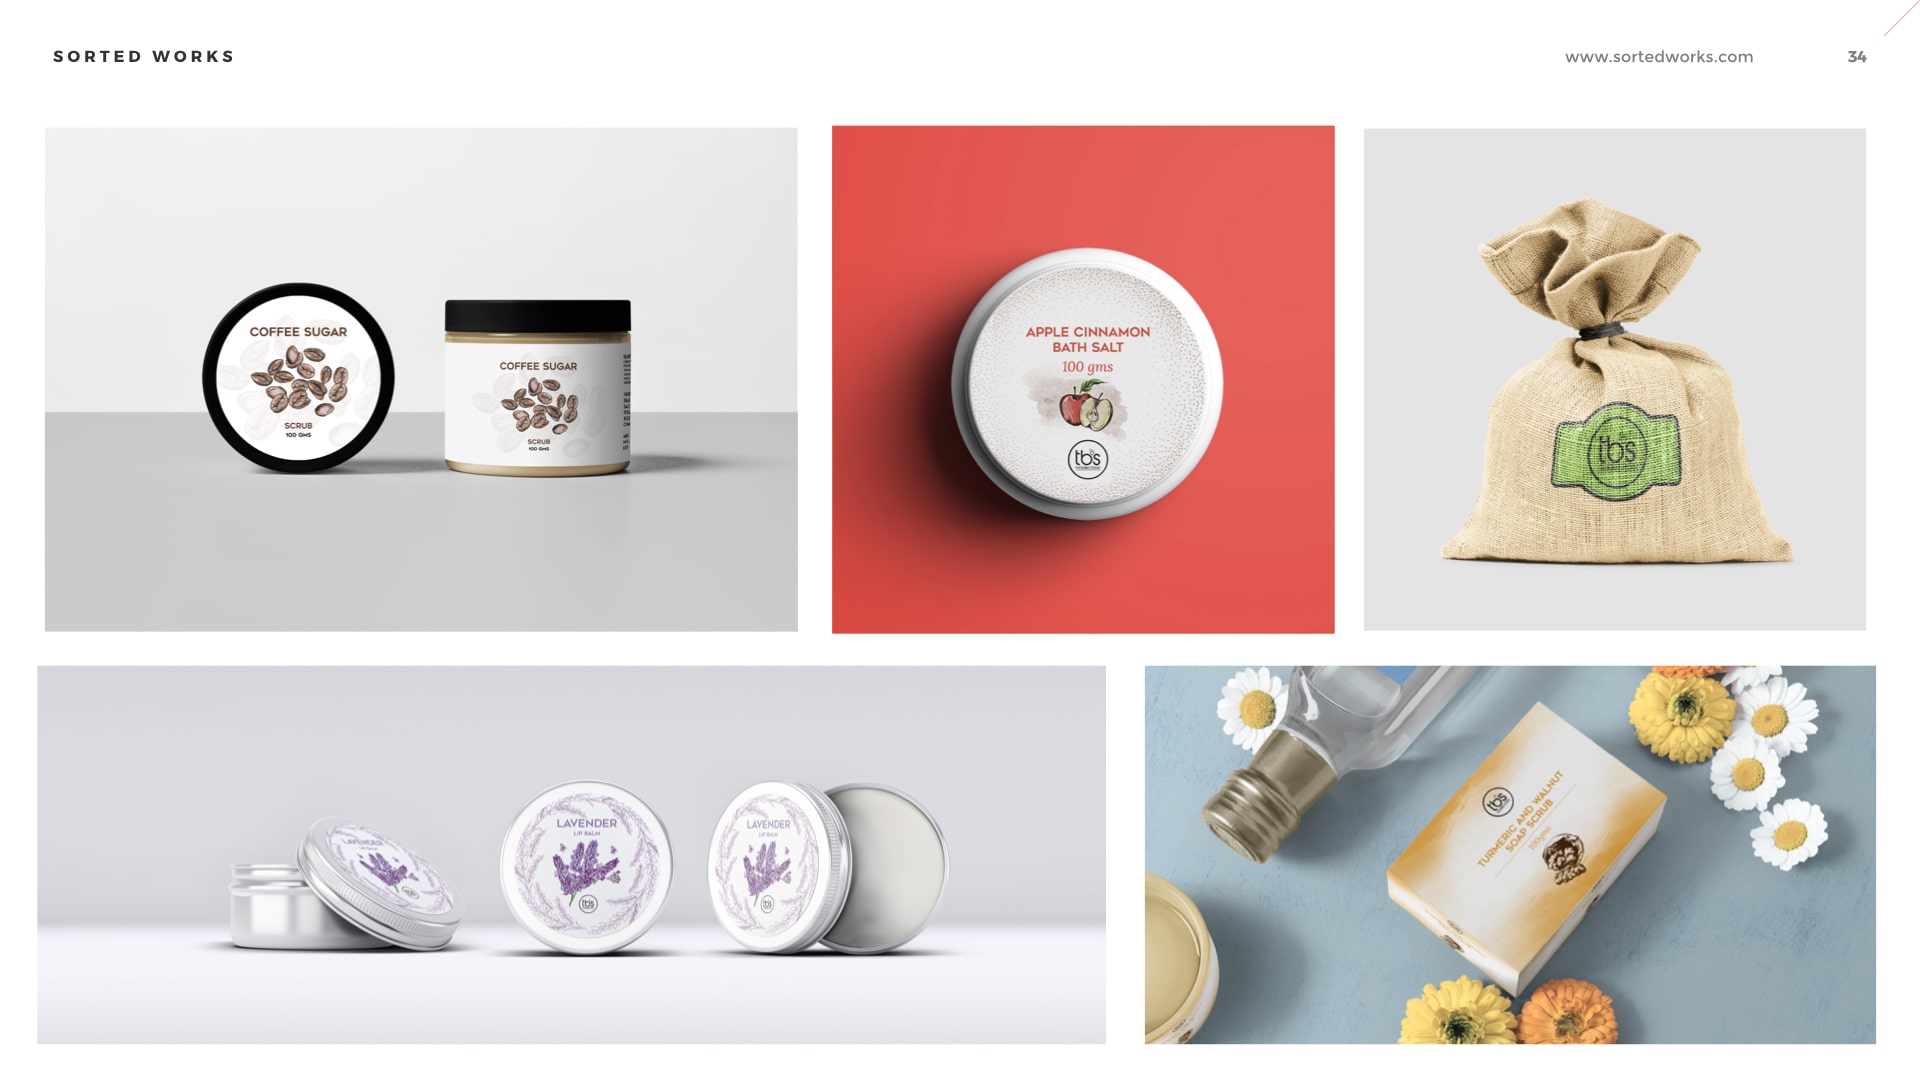 SORTED WORKS
www.sortedworks.com
34
COFFEE SUGAR
SCRUB
100 GMS
COFFEE SUGAR
SCRUB
100 GMS
APPLE CINNAMON
BATH SALT
100 gms
tbs
tbs
LAVENDER
LIP BALM
LAVENDER
LIP BALM
tbs
LAVENDER
LIP BALM
tbs
tbs
TURMERIC AND WALNUT
SOAP SCRUB
100gms